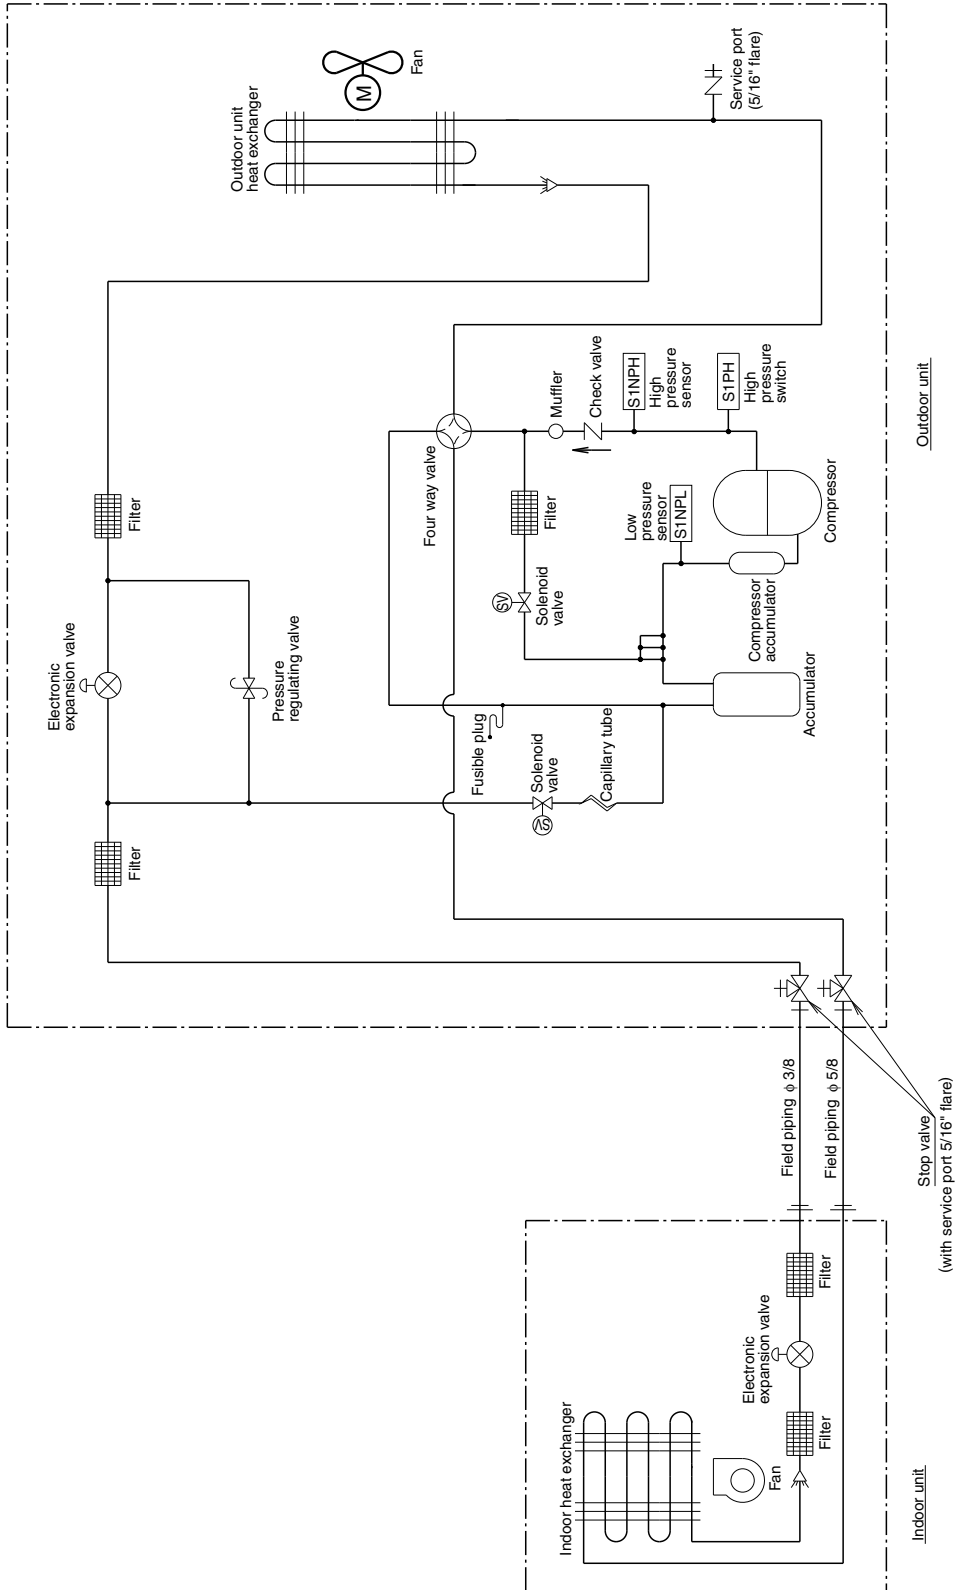 Outdoor unit
heat exchanger
M
Fan
Service port
(5/16" flare)
Filter
Electronic
expansion valve
Pressure
regulating valve
Filter
Four way valve
Muffler
Check valve
S1NPH
High
pressure
sensor
S1PH
High
pressure
switch
Filter
SV
Solenoid
valve
Low
pressure
sensor
S1NPL
Compressor
Compressor
accumulator
Accumulator
Fusible plug
Solenoid
valve
SV
Capillary tube
Outdoor unit
Field piping ϕ 3/8
Field piping ϕ 5/8
Stop valve
(with service port 5/16" flare)
Filter
Electronic
expansion valve
Filter
Indoor heat exchanger
Fan
Indoor unit